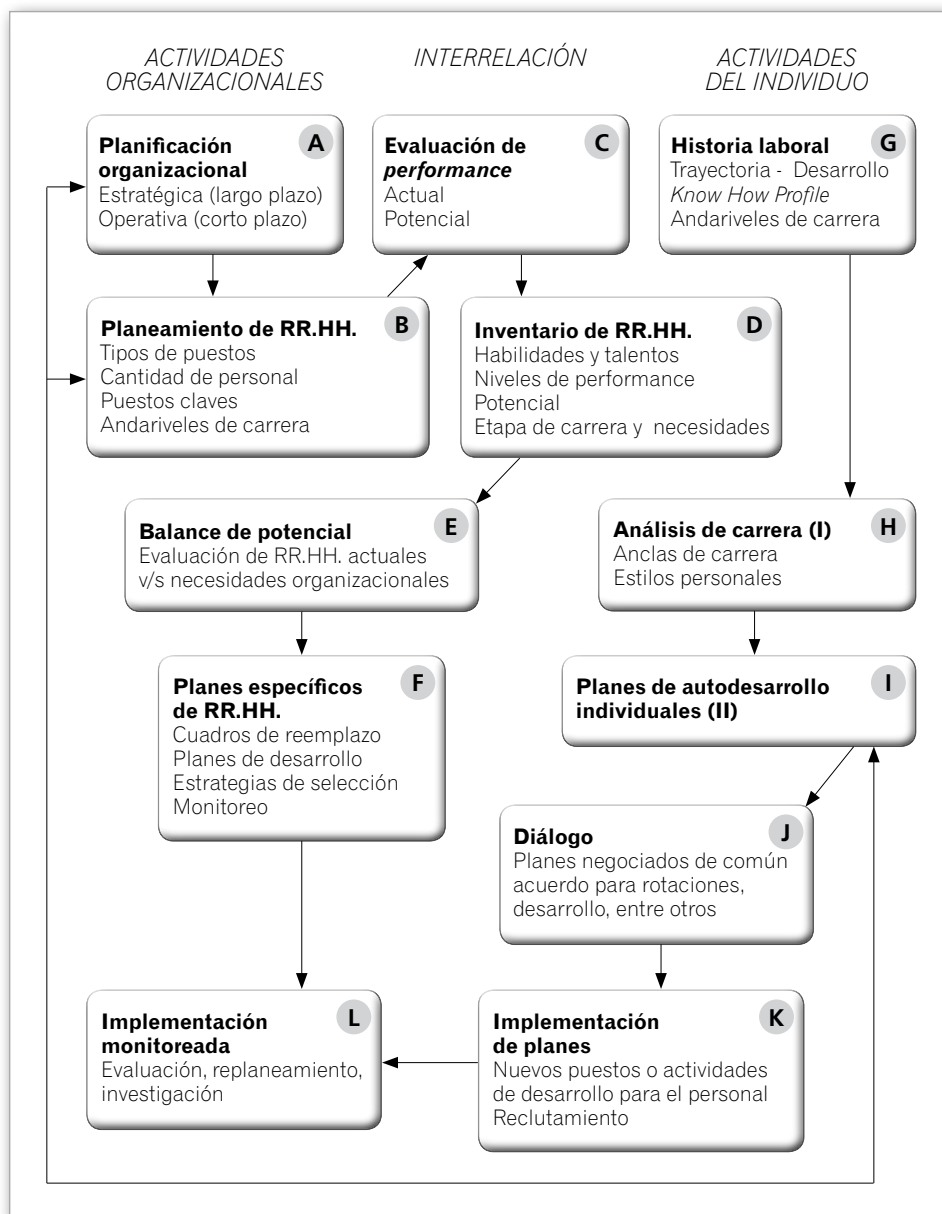 ACTIVIDADES
ORGANIZACIONALES
INTERRELACIÓN
ACTIVIDADES
DEL INDIVIDUO
A
Planificación
organizacional
Estratégica (largo plazo)
Operativa (corto plazo)
C
Evaluación de
performance
Actual
Potencial
G
Historia laboral
Trayectoria - Desarrollo
Know How Profile
Andariveles de carrera
B
Planeamiento de RR.HH.
Tipos de puestos
Cantidad de personal
Puestos claves
Andariveles de carrera
D
Inventario de RR.HH.
Habilidades y talentos
Niveles de performance
Potencial
Etapa de carrera y necesidades
E
Balance de potencial
Evaluación de RR.HH. actuales
v/s necesidades organizacionales
H
Análisis de carrera (I)
Anclas de carrera
Estilos personales
F
Planes específicos
de RR.HH.
Cuadros de reemplazo
Planes de desarrollo
Estrategias de selección
Monitoreo
I
Planes de autodesarrollo
individuales (II)
J
Diálogo
Planes negociados de común
acuerdo para rotaciones,
desarrollo, entre otros
L
Implementación
monitoreada
Evaluación, replaneamiento,
investigación
K
Implementación
de planes
Nuevos puestos o actividades
de desarrollo para el personal
Reclutamiento